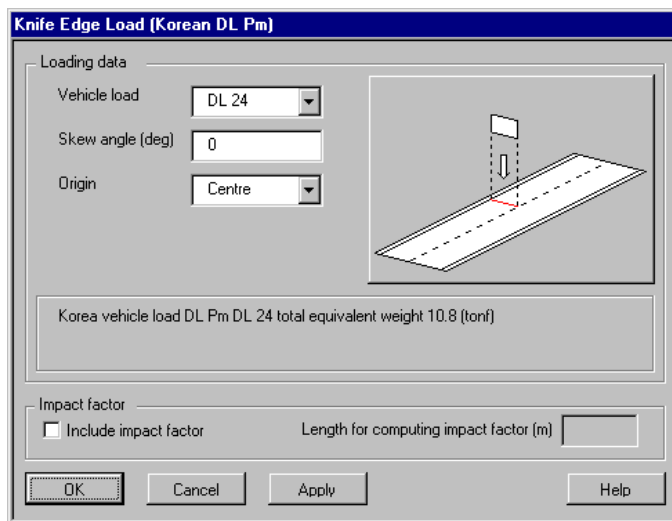 Knife Edge Load (Korean DL Pm)
Loading data
Vehicle load DL 24
Skew angle (deg) 0
Origin Centre
Korea vehicle load DL Pm DL 24 total equivalent weight 10.8 (tonf)
Impact factor
Include impact factor Length for computing impact factor (m)
OK Cancel Apply Help